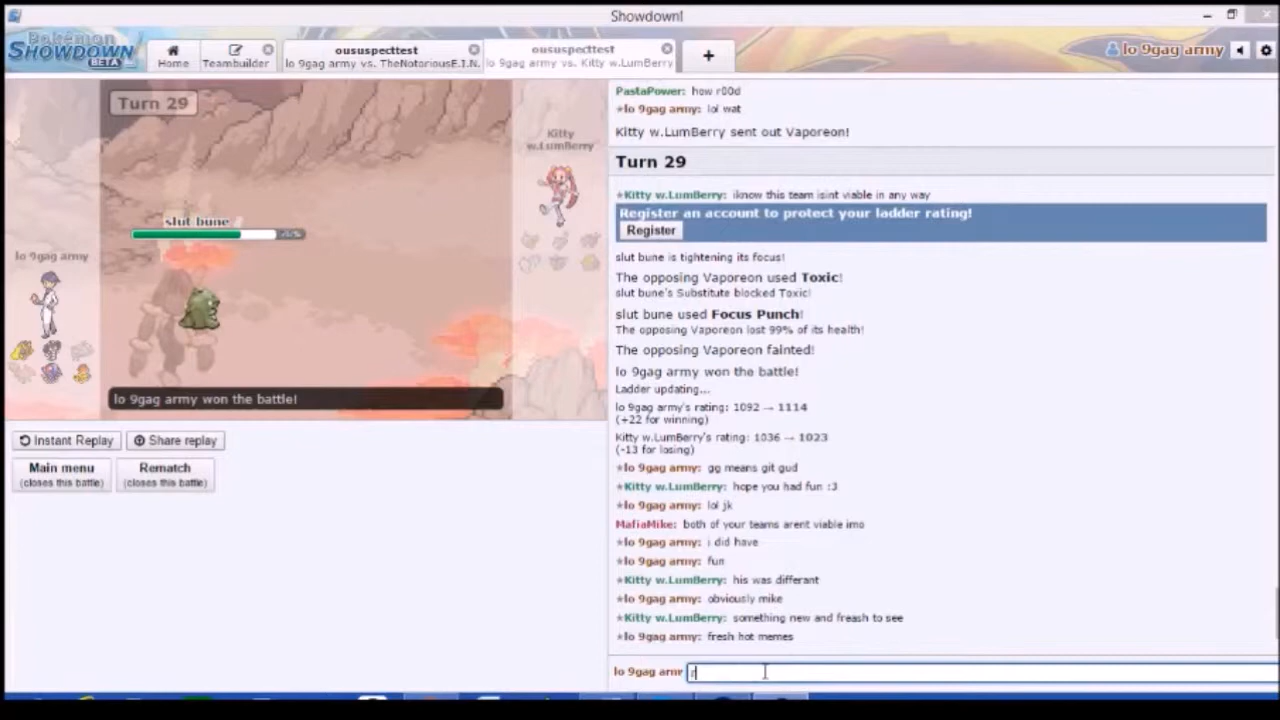 Showdown!
Pokémon
SHOWDOWN
BETA
Home
Teambuilder
oususpecttest
lo 9gag army vs. TheNotoriousE.I.N.
oususpecttest
lo 9gag army vs. Kitty w.LumBerry
+
lo 9gag army
Turn 29
Kitty
w.LumBerry
slut bune
lo 9gag army
lo 9gag army won the battle!
Instant Replay
Share replay
Main menu
(closes this battle)
Rematch
(closes this battle)
PastaPower: how r00d
*lo 9gag army: lol wat
Kitty w.LumBerry sent out Vaporeon!
Turn 29
*Kitty w.LumBerry: iknow this team isint viable in any way
Register an account to protect your ladder rating!
Register
slut bune is tightening its focus!
The opposing Vaporeon used Toxic!
slut bune's Substitute blocked Toxic!
slut bune used Focus Punch!
The opposing Vaporeon lost 99% of its health!
The opposing Vaporeon fainted!
lo 9gag army won the battle!
Ladder updating...
lo 9gag army's rating: 1092 → 1114
(+22 for winning)
Kitty w.LumBerry's rating: 1036 → 1023
(-13 for losing)
*lo 9gag army: gg means git gud
*Kitty w.LumBerry: hope you had fun :3
*lo 9gag army: lol jk
MafiaMike: both of your teams arent viable imo
*lo 9gag army: i did have
*lo 9gag army: fun
*Kitty w.LumBerry: his was differant
*lo 9gag army: obviously mike
*Kitty w.LumBerry: something new and freash to see
*lo 9gag army: fresh hot memes
lo 9gag army r